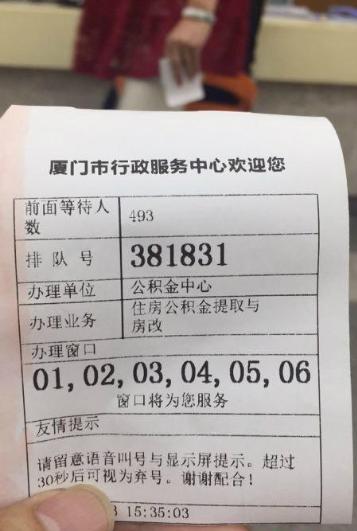 厦门市行政服务中心欢迎您
前面等待人数 493
排队号 381831
办理单位 公积金中心
办理业务 住房公积金提取与
房改
办理窗口
01,02,03,04,05,06
窗口将为您服务
友情提示
请留意语音叫号与显示屏提示。超过
30秒后可视为弃号。谢谢配合！
15:35:03